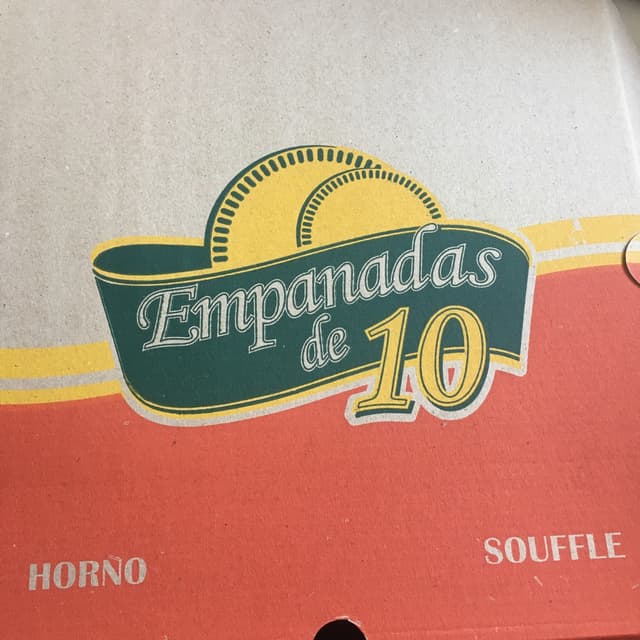 Empanadas
de 10
HORNO
SOUFFLE